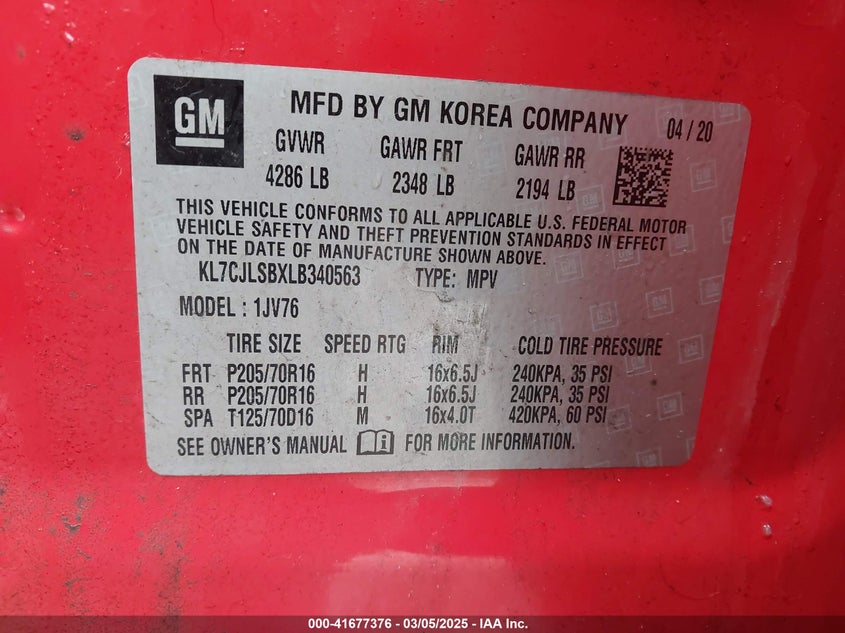 GM MFD BY GM KOREA COMPANY 04 / 20
GVWR GAWR FRT GAWR RR
4286 LB 2348 LB 2194 LB
THIS VEHICLE CONFORMS TO ALL APPLICABLE U.S. FEDERAL MOTOR
VEHICLE SAFETY AND THEFT PREVENTION STANDARDS IN EFFECT
ON THE DATE OF MANUFACTURE SHOWN ABOVE.
KL7CJLSBXLB340563 TYPE: MPV
MODEL : 1JV76
TIRE SIZE SPEED RTG RIM COLD TIRE PRESSURE
FRT P205/70R16 H 16x6.5J 240KPA, 35 PSI
RR P205/70R16 H 16x6.5J 240KPA, 35 PSI
SPA T125/70D16 M 16x4.0T 420KPA, 60 PSI
SEE OWNER'S MANUAL FOR MORE INFORMATION.
000-41677376 - 03/05/2025 - IAA Inc.